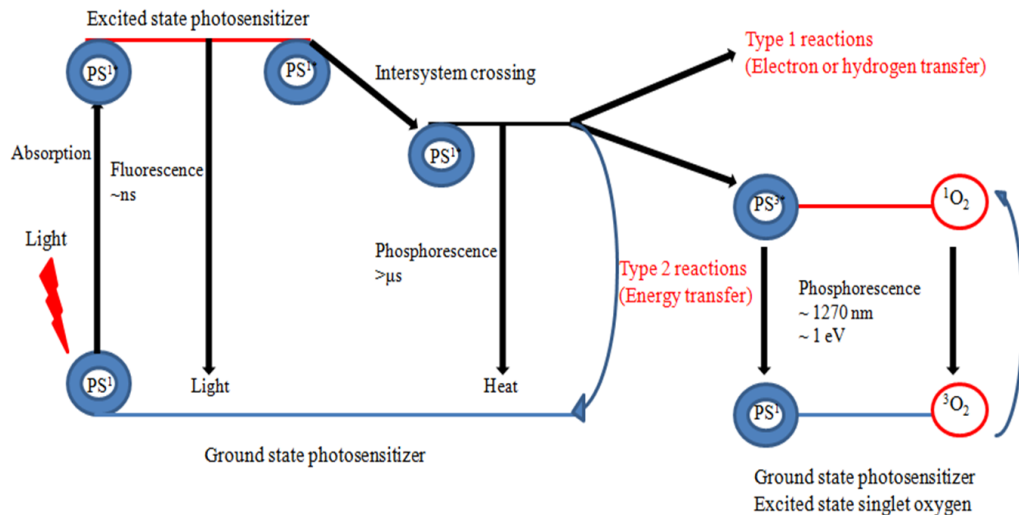 Excited state photosensitizer
PS¹*
PS¹*
Intersystem crossing
Type 1 reactions
(Electron or hydrogen transfer)
PS¹*
Absorption
Fluorescence
~ns
Light
Phosphorescence
>µs
Type 2 reactions
(Energy transfer)
PS³*
¹O₂
Phosphorescence
~ 1270 nm
~ 1 eV
PS¹
Light
Heat
PS¹
³O₂
Ground state photosensitizer
Ground state photosensitizer
Excited state singlet oxygen